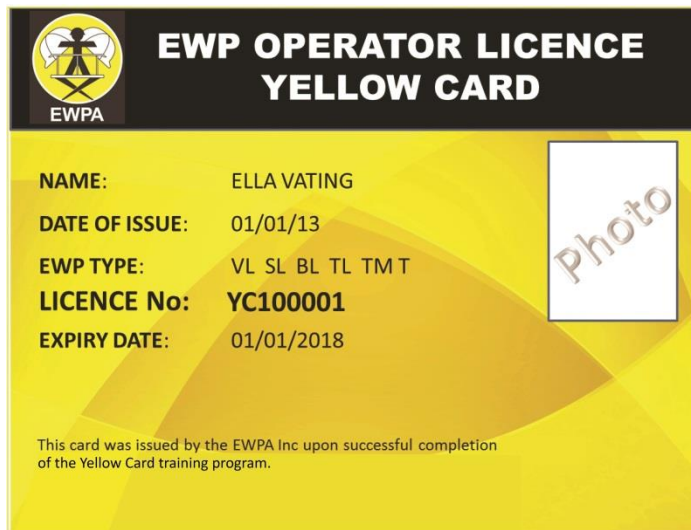 EWP OPERATOR LICENCE
YELLOW CARD
EWPA
NAME: ELLA VATING
DATE OF ISSUE: 01/01/13
EWP TYPE: VL SL BL TL TM T
LICENCE No: YC100001
EXPIRY DATE: 01/01/2018
Photo
This card was issued by the EWPA Inc upon successful completion
of the Yellow Card training program.